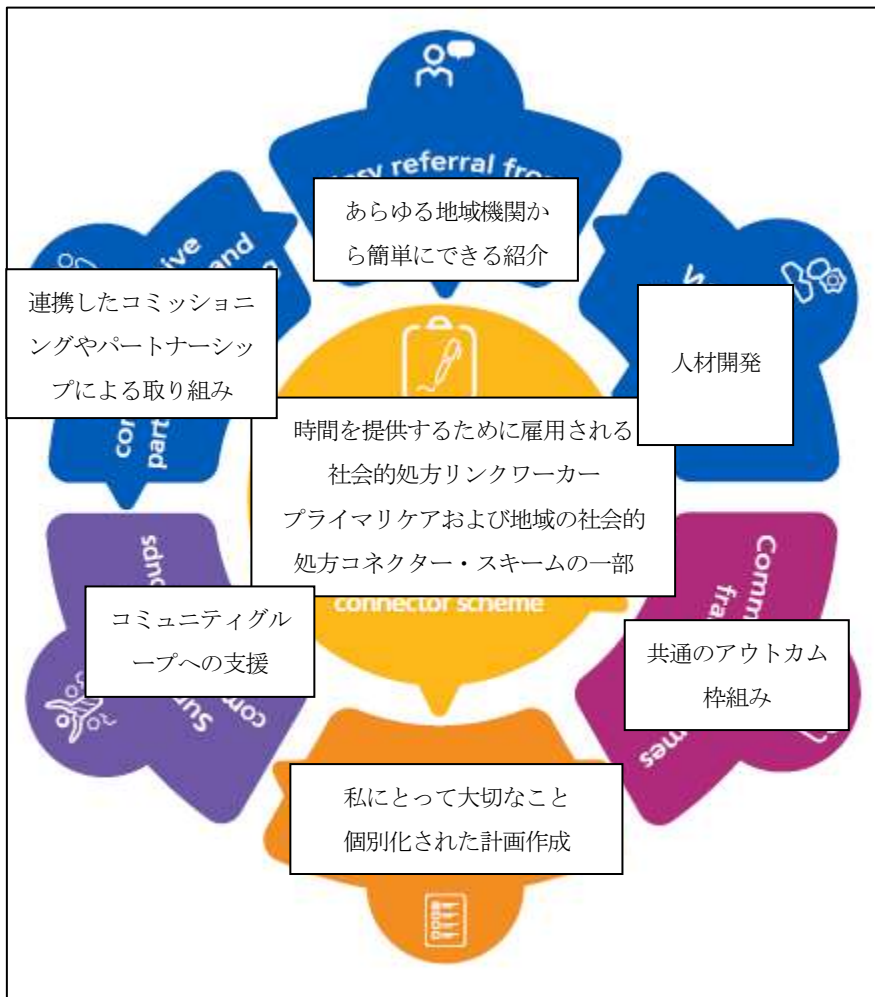 referral
あらゆる地域機関か
ら簡単にできる紹介
and
連携したコミッショニ
ングやパートナーシッ
プによる取り組み
人材開発
時間を提供するために雇用される
社会的処方リンクワーカー
プライマリケアおよび地域の社会的
処方コネクター・スキームの一部
connector scheme
コミュニティグル
ープへの支援
共通のアウトカム
枠組み
私にとって大切なこと
個別化された計画作成